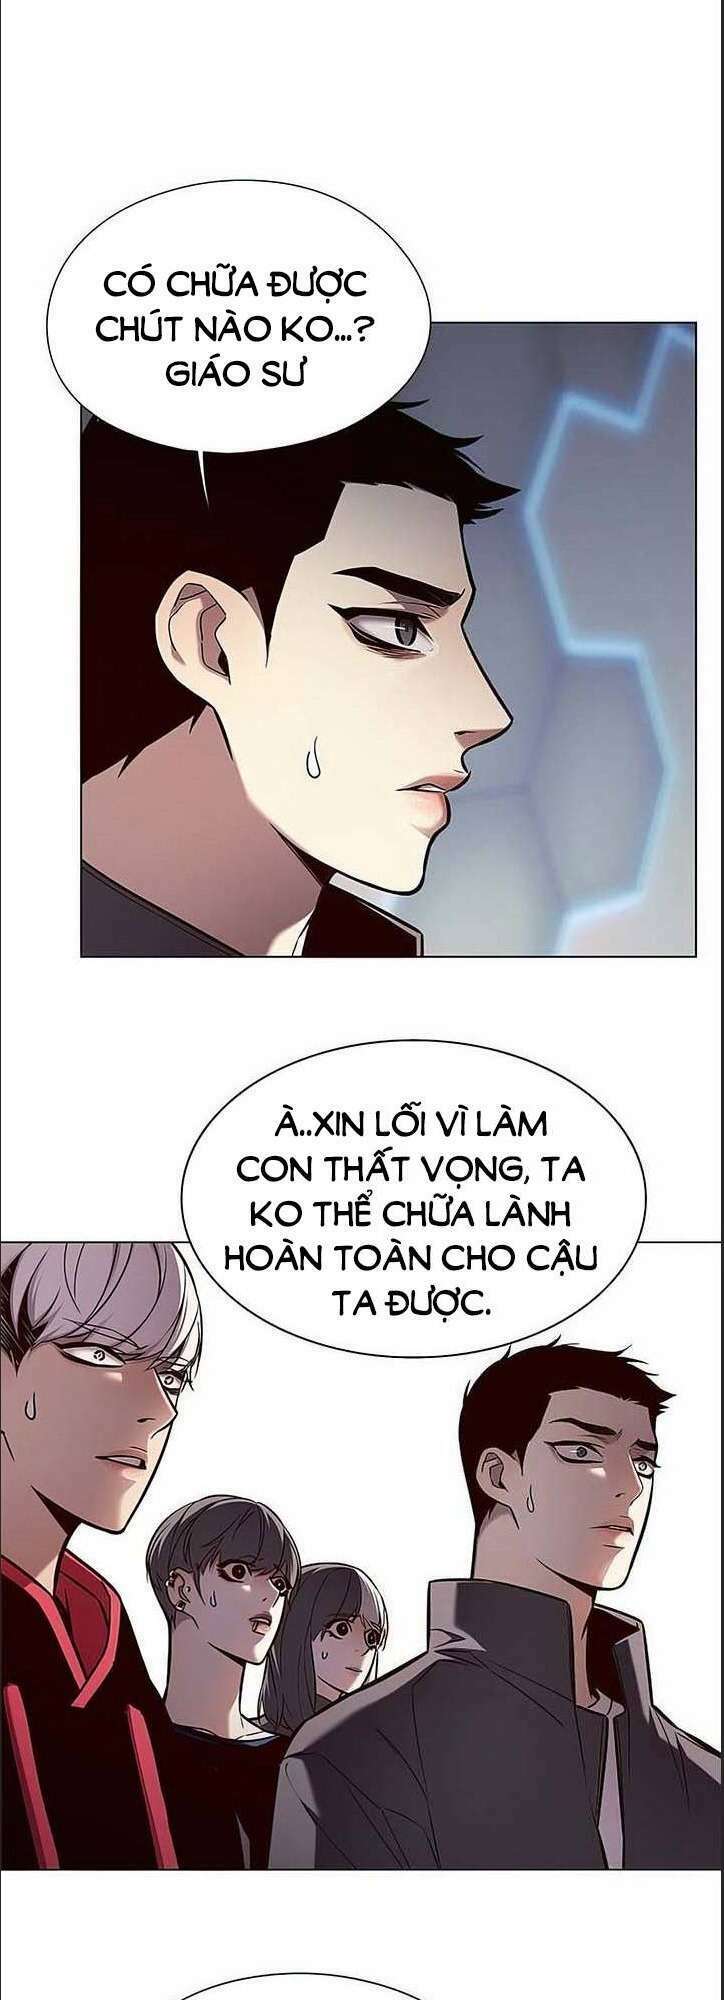 CÓ CHỮA ĐƯỢC
CHÚT NÀO KO...?
GIÁO SƯ
À..XIN LỖI VÌ LÀM
CON THẤT VỌNG, TA
KO THỂ CHỮA LÀNH
HOÀN TOÀN CHO CẬU
TA ĐƯỢC.